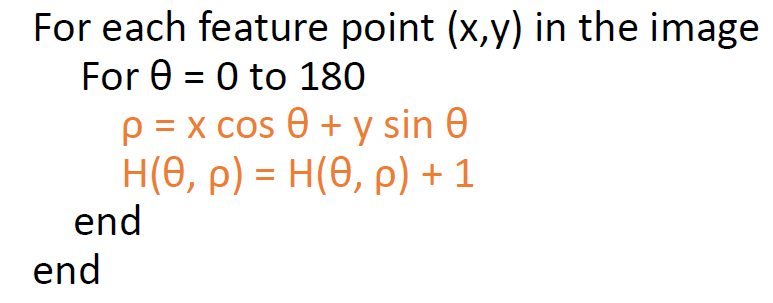 For each feature point (x,y) in the image
For θ = 0 to 180
ρ = x cos θ + y sin θ
H(θ, ρ) = H(θ, ρ) + 1
end
end